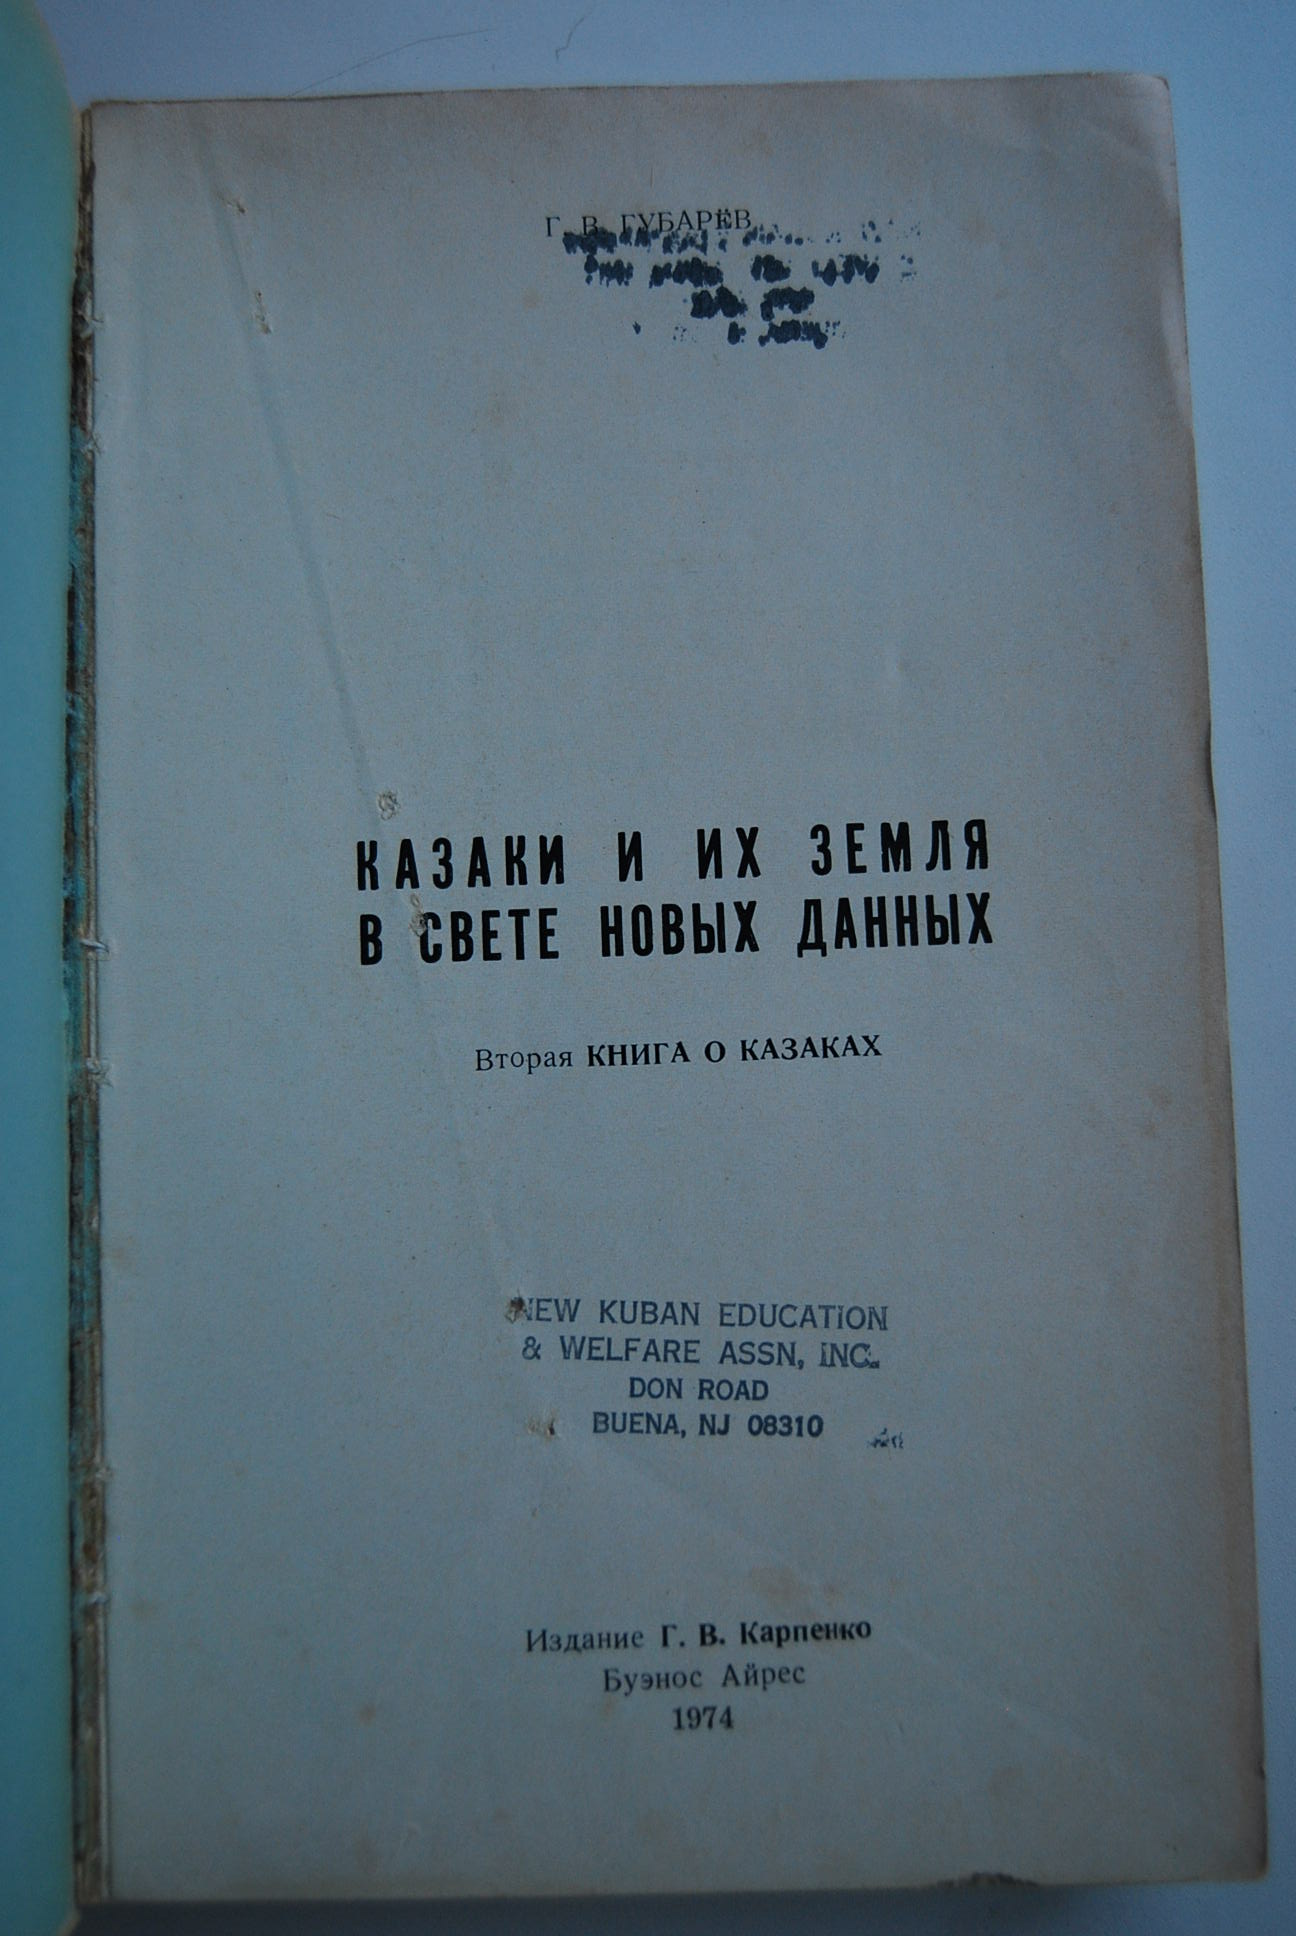 Г. В. ГУБАРЁВ
КАЗАКИ И ИХ ЗЕМЛЯ
В СВЕТЕ НОВЫХ ДАННЫХ
Вторая КНИГА О КАЗАКАХ
NEW KUBAN EDUCATION
& WELFARE ASSN, INC.
DON ROAD
BUENA, NJ 08310
Издание Г. В. Карпенко
Буэнос Айрес
1974